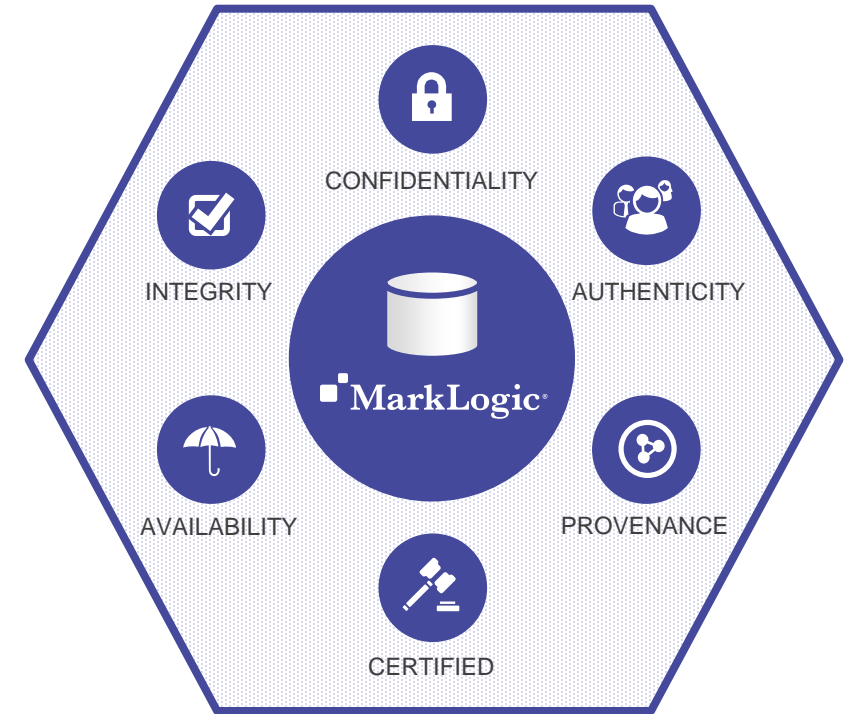 CONFIDENTIALITY
INTEGRITY
AUTHENTICITY
MarkLogic®
AVAILABILITY
PROVENANCE
CERTIFIED